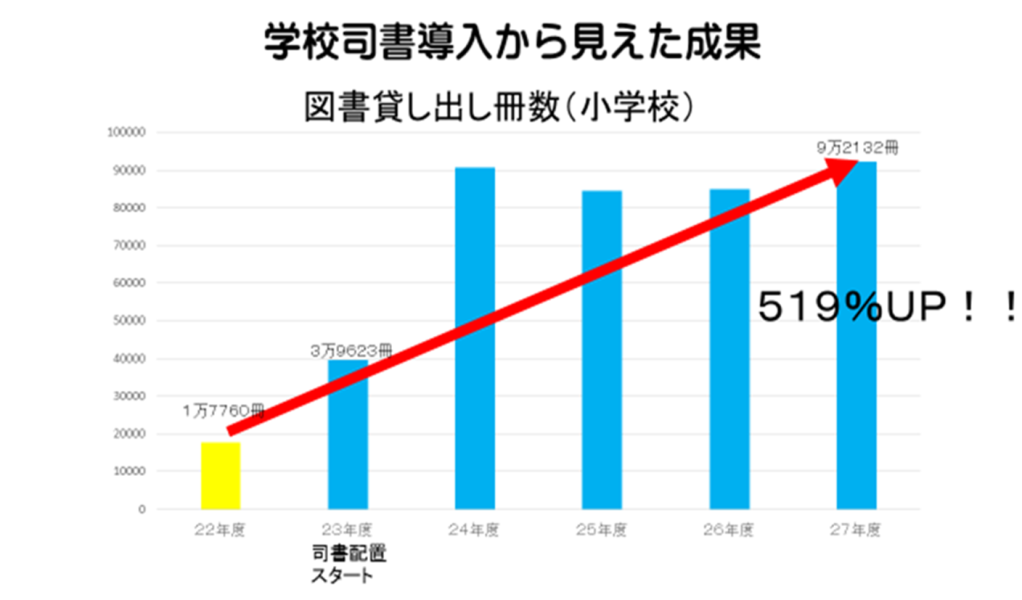 学校司書導入から見えた成果
図書貸し出し冊数（小学校）
100000
90000
80000
70000
60000
50000
40000
30000
20000
10000
0
1万7760冊
3万9623冊
9万2132冊
519%UP！！
22年度 23年度 24年度 25年度 26年度 27年度
司書配置
スタート